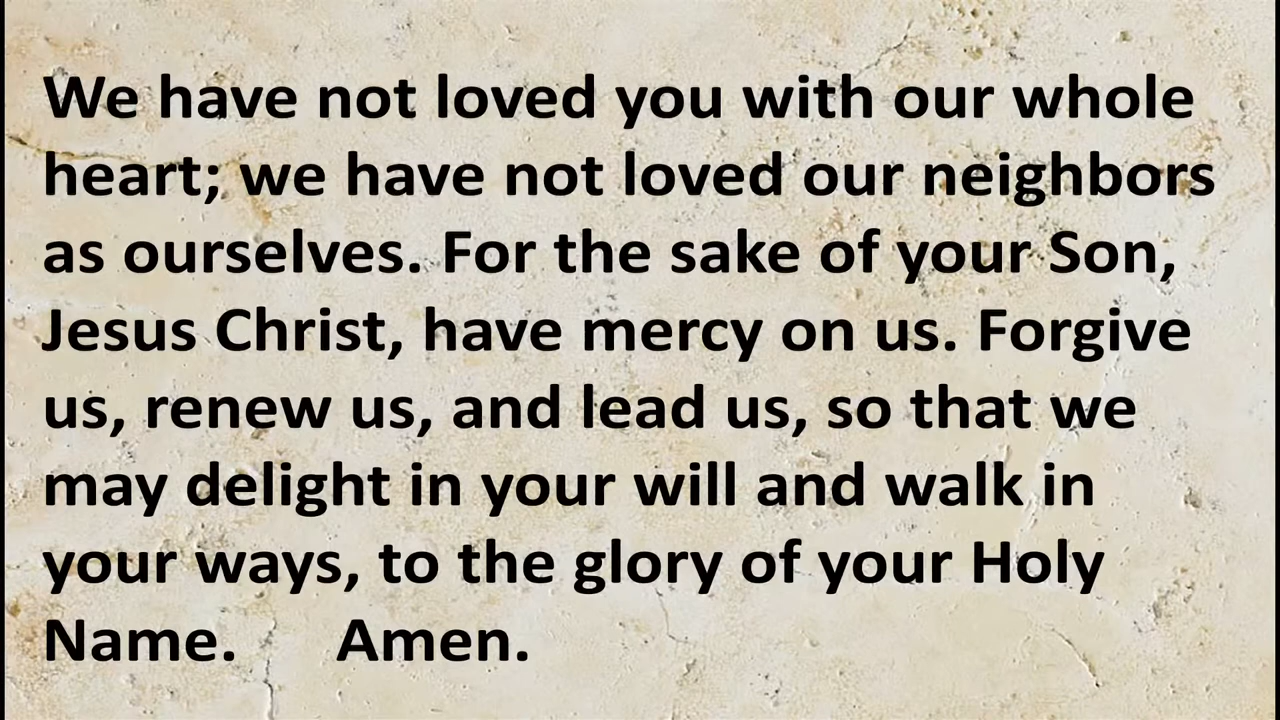 We have not loved you with our whole
heart; we have not loved our neighbors
as ourselves. For the sake of your Son,
Jesus Christ, have mercy on us. Forgive
us, renew us, and lead us, so that we
may delight in your will and walk in
your ways, to the glory of your Holy
Name. Amen.